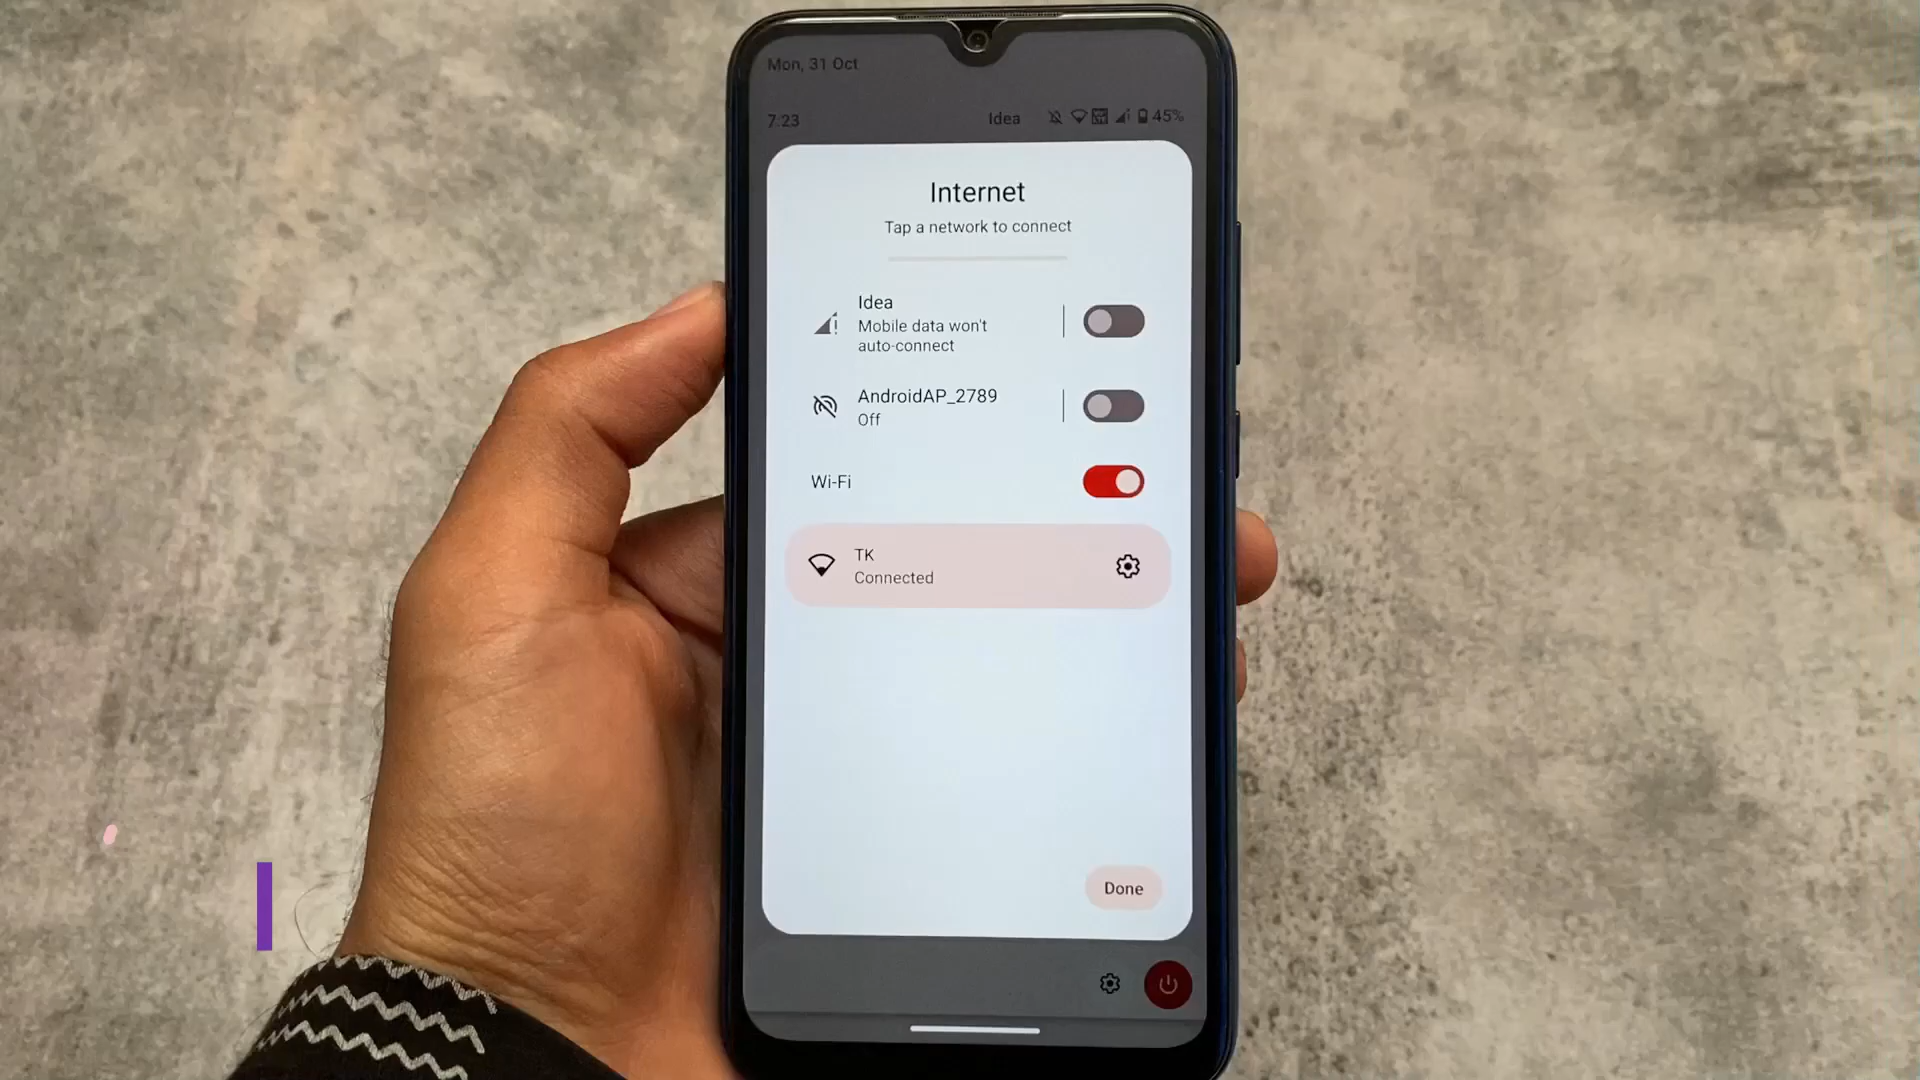 Mon, 31 Oct
7:23 Idea 45%
Internet
Tap a network to connect
Idea
Mobile data won't
auto-connect
AndroidAP_2789
Off
Wi-Fi
TK
Connected
Done